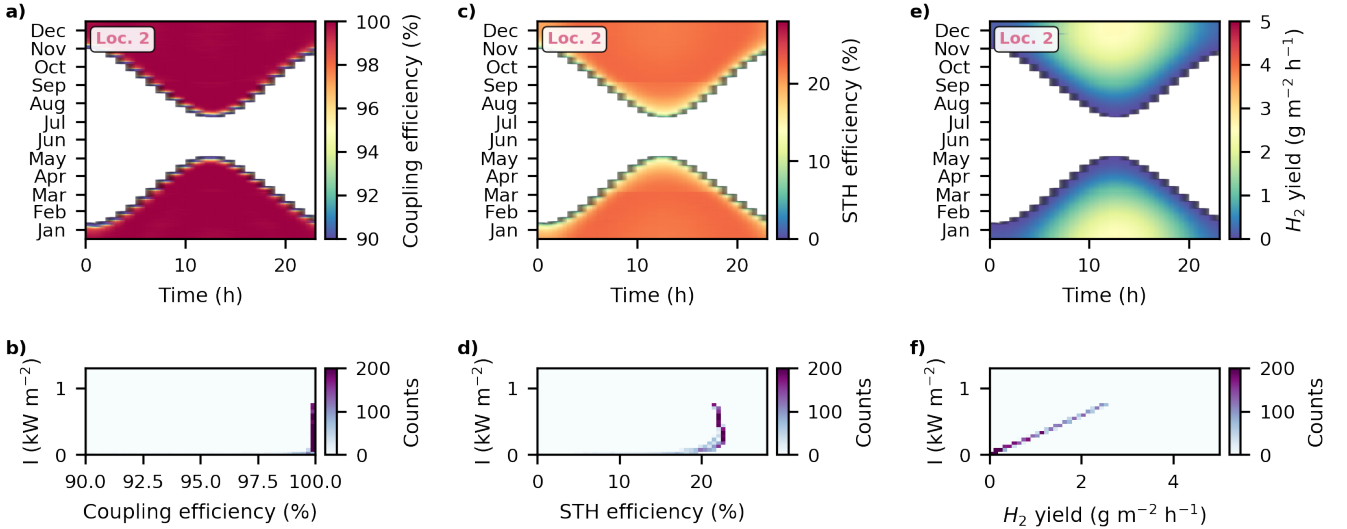 a)
Loc. 2
Dec
Nov
Oct
Sep
Aug
Jul
Jun
May
Apr
Mar
Feb
Jan
0 10 20
Time (h)
100
98
96
94
92
90
Coupling efficiency (%)
c)
Loc. 2
Dec
Nov
Oct
Sep
Aug
Jul
Jun
May
Apr
Mar
Feb
Jan
0 10 20
Time (h)
20
10
0
STH efficiency (%)
e)
Loc. 2
Dec
Nov
Oct
Sep
Aug
Jul
Jun
May
Apr
Mar
Feb
Jan
0 10 20
Time (h)
5
4
3
2
1
0
H₂ yield (g m⁻² h⁻¹)
b)
I (kW m⁻²)
1
0
90.0 92.5 95.0 97.5 100.0
Coupling efficiency (%)
200
100
0
Counts
d)
I (kW m⁻²)
1
0
0 10 20
STH efficiency (%)
200
100
0
Counts
f)
I (kW m⁻²)
1
0
0 2 4
H₂ yield (g m⁻² h⁻¹)
200
100
0
Counts